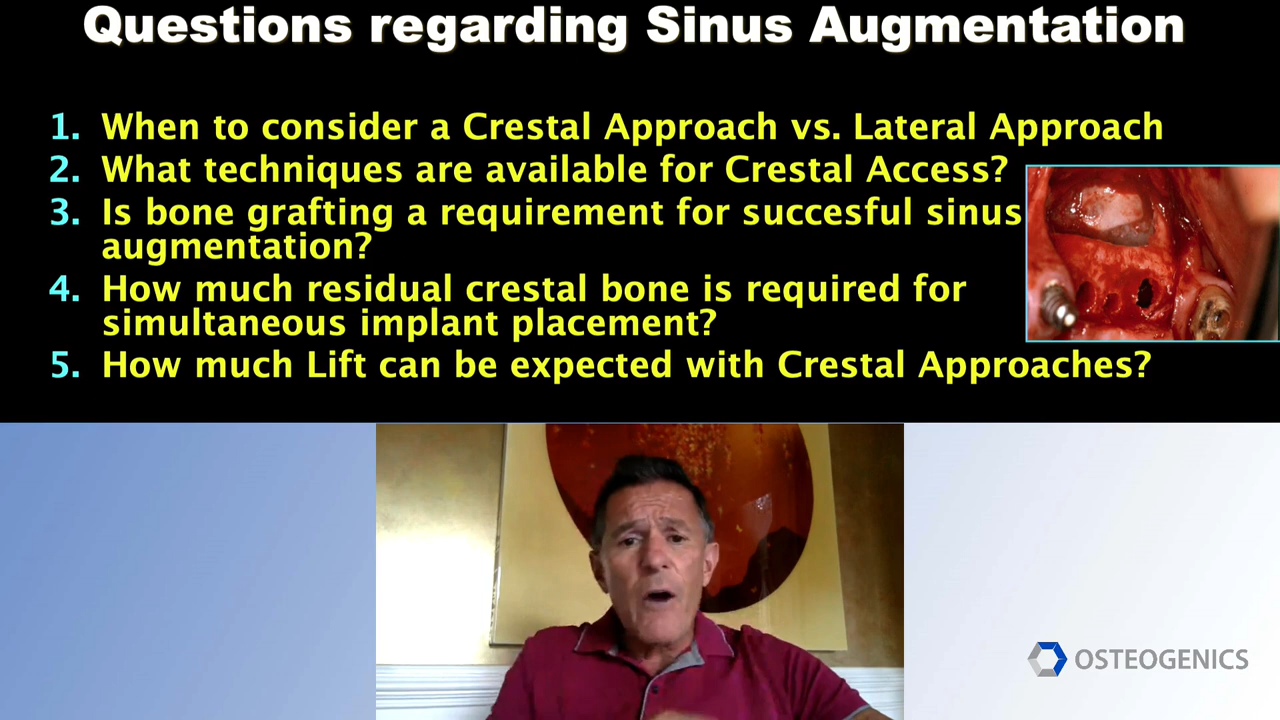 Questions regarding Sinus Augmentation
1. When to consider a Crestal Approach vs. Lateral Approach
2. What techniques are available for Crestal Access?
3. Is bone grafting a requirement for succesful sinus
augmentation?
4. How much residual crestal bone is required for
simultaneous implant placement?
5. How much Lift can be expected with Crestal Approaches?
OSTEOGENICS